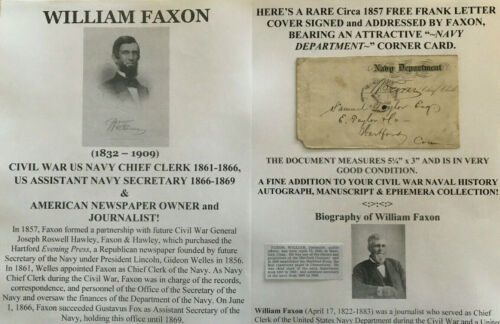 WILLIAM FAXON
(1832 – 1909)
CIVIL WAR US NAVY CHIEF CLERK 1861-1866,
US ASSISTANT NAVY SECRETARY 1866-1869
&
AMERICAN NEWSPAPER OWNER and
JOURNALIST!
In 1857, Faxon formed a partnership with future Civil War General
Joseph Roswell Hawley, Faxon & Hawley, which purchased the
Hartford Evening Press, a Republican newspaper funded by future
Secretary of the Navy under President Lincoln, Gideon Welles in 1856.
In 1861, Welles appointed Faxon as Chief Clerk of the Navy. As Navy
Chief Clerk during the Civil War, Faxon was in charge of the records,
correspondence, and personnel of the Office of the Secretary of the
Navy and oversaw the finances of the Department of the Navy. On June
1, 1866, Faxon succeeded Gustavus Fox as Assistant Secretary of the
Navy, holding this office until 1869.
HERE'S A RARE Circa 1857 FREE FRANK LETTER
COVER SIGNED and ADDRESSED BY FAXON,
BEARING AN ATTRACTIVE "~NAVY
DEPARTMENT~" CORNER CARD.
Navy Department
Samuel Taylor Esq
E. Taylor & Co
Hartford
Conn
THE DOCUMENT MEASURES 5¼" x 3" AND IS IN VERY
GOOD CONDITION.
A FINE ADDITION TO YOUR CIVIL WAR NAVAL HISTORY
AUTOGRAPH, MANUSCRIPT & EPHEMERA COLLECTION!
<>::<>
Biography of William Faxon
FAXON, WILLIAM,
William Faxon (April 17, 1822-1883) was a journalist who served as Chief
Clerk of the United States Navy Department during the Civil War and a United